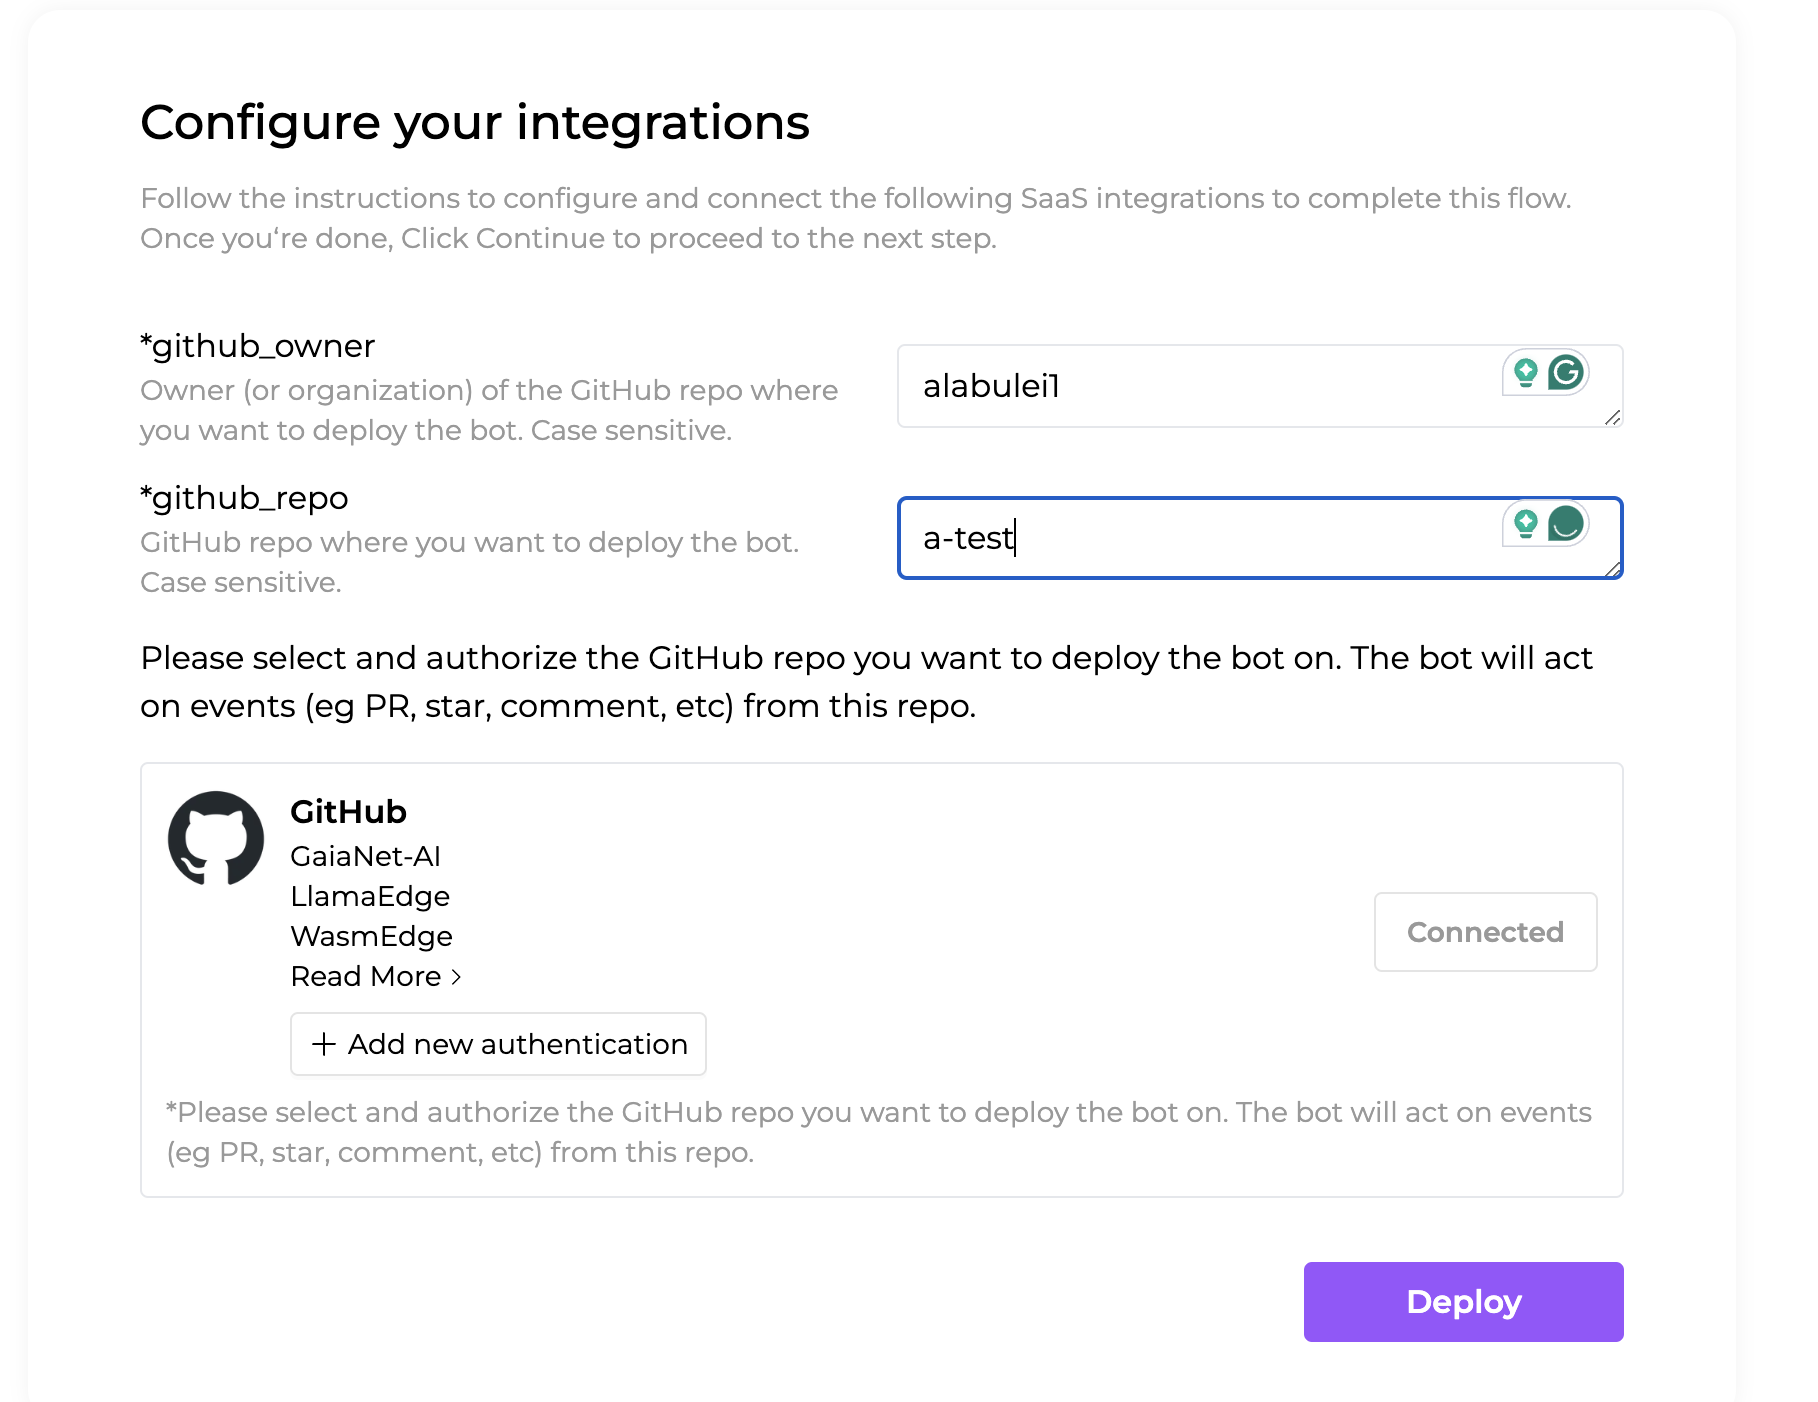 Configure your integrations
Follow the instructions to configure and connect the following SaaS integrations to complete this flow.
Once you‘re done, Click Continue to proceed to the next step.
*github_owner
Owner (or organization) of the GitHub repo where
you want to deploy the bot. Case sensitive.
alabulei1
*github_repo
GitHub repo where you want to deploy the bot.
Case sensitive.
a-test
Please select and authorize the GitHub repo you want to deploy the bot on. The bot will act
on events (eg PR, star, comment, etc) from this repo.
GitHub
GaiaNet-AI
LlamaEdge
WasmEdge
Read More >
Connected
+ Add new authentication
*Please select and authorize the GitHub repo you want to deploy the bot on. The bot will act on events
(eg PR, star, comment, etc) from this repo.
Deploy